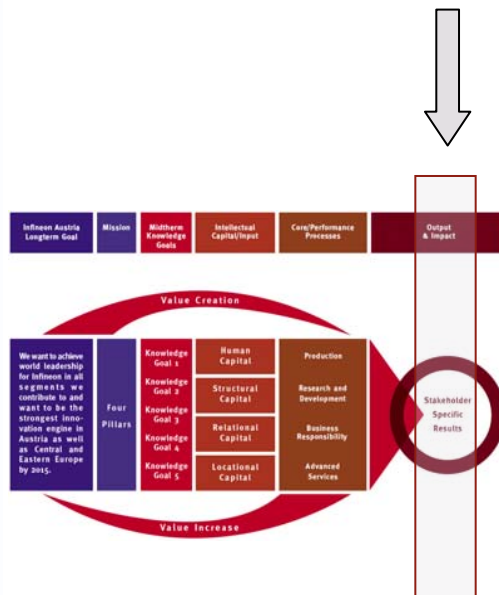 Infineon Austria
Longterm Goal
Mission
Midtherm
Knowledge
Goals
Intellectual
Capital/Input
Core/Performance
Processes
Output
& Impact
Value Creation
We want to achieve
world leadership
for Infineon in all
segments we
contribute to and
want to be the
strongest inno-
vation engine in
Austria as well
as Central and
Eastern Europe
by 2015.
Four
Pillars
Knowledge
Goal 1
Knowledge
Goal 2
Knowledge
Goal 3
Knowledge
Goal 4
Knowledge
Goal 5
Human
Capital
Structural
Capital
Relational
Capital
Locational
Capital
Production
Research and
Development
Business
Responsibility
Advanced
Services
Stakeholder
Specific
Results
Value Increase